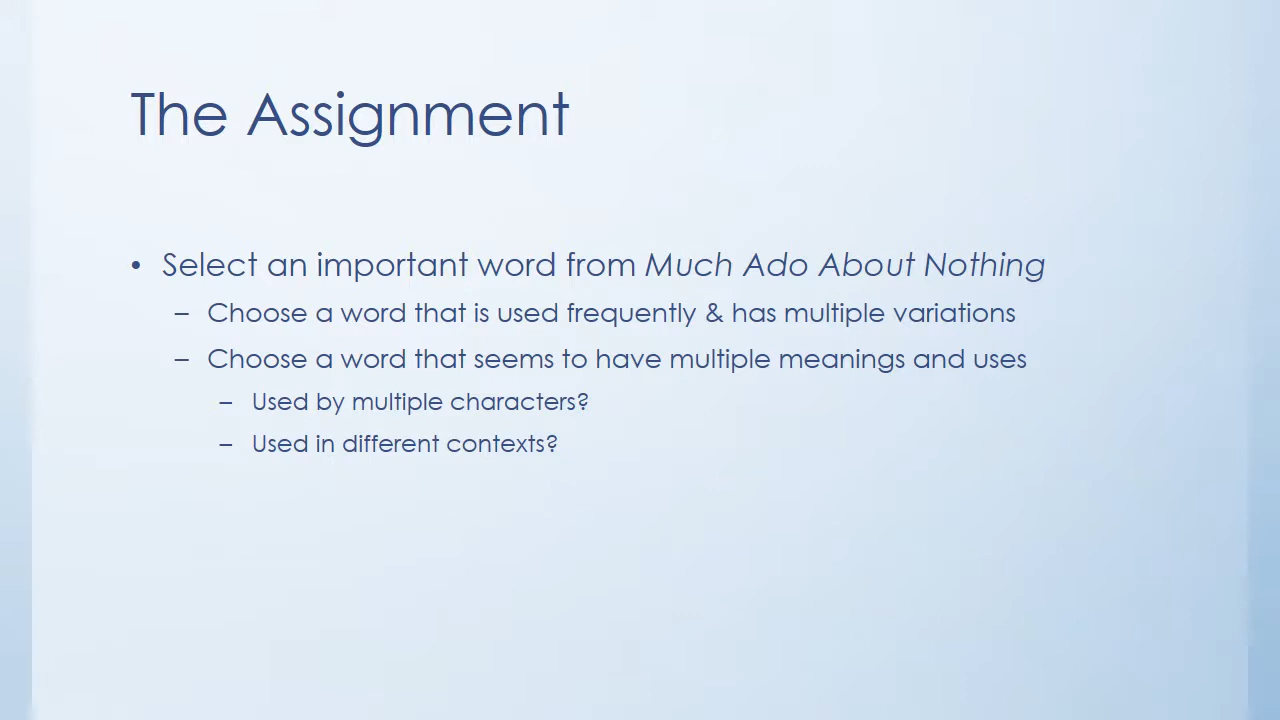 The Assignment
• Select an important word from Much Ado About Nothing
– Choose a word that is used frequently & has multiple variations
– Choose a word that seems to have multiple meanings and uses
– Used by multiple characters?
– Used in different contexts?